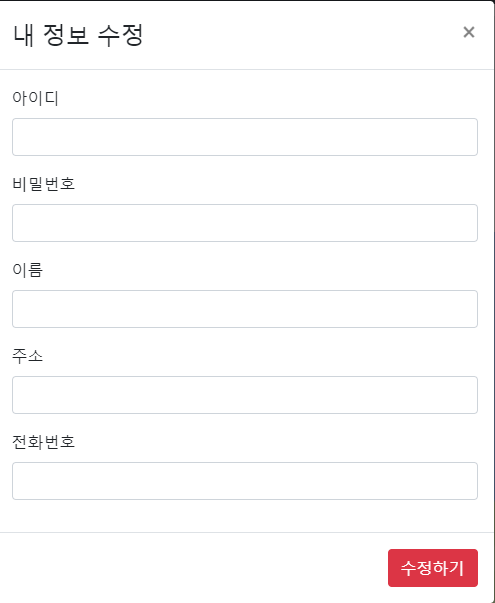 내 정보 수정 ×
아이디
비밀번호
이름
주소
전화번호
수정하기